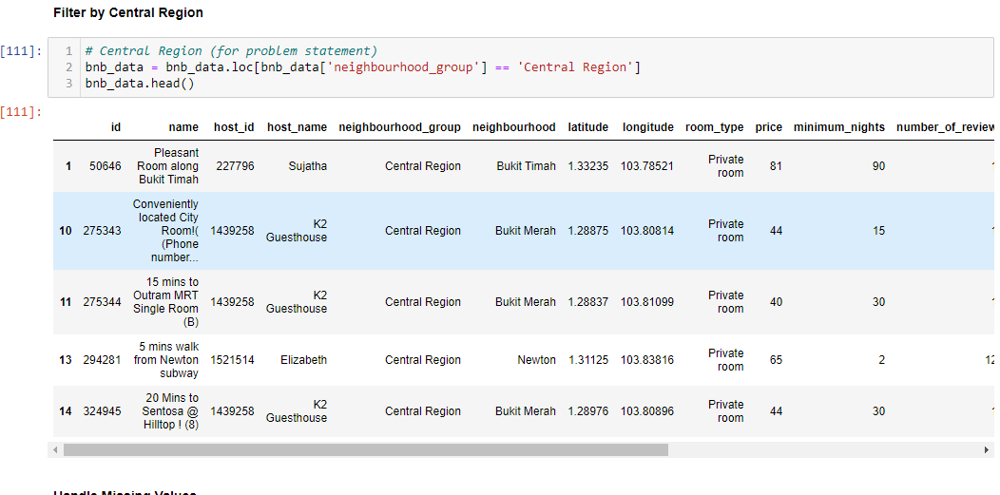 Filter by Central Region
[111]:
1 # Central Region (for problem statement)
2 bnb_data = bnb_data.loc[bnb_data['neighbourhood_group'] == 'Central Region']
3 bnb_data.head()
[111]:
id name host_id host_name neighbourhood_group neighbourhood latitude longitude room_type price minimum_nights number_of_review
Pleasant
Room along
Bukit Timah
1 50646 227796 Sujatha Central Region Bukit Timah 1.33235 103.78521 Private room 81 90
Conveniently
located City
Room!(
(Phone
number...
10 275343 1439258 K2 Guesthouse Central Region Bukit Merah 1.28875 103.80814 Private room 44 15
15 mins to
Outram MRT
Single Room
(B)
11 275344 1439258 K2 Guesthouse Central Region Bukit Merah 1.28837 103.81099 Private room 40 30
5 mins walk
from Newton
subway
13 294281 1521514 Elizabeth Central Region Newton 1.31125 103.83816 Private room 65 2 12
20 Mins to
Sentosa @
Hilltop ! (8)
14 324945 1439258 K2 Guesthouse Central Region Bukit Merah 1.28976 103.80896 Private room 44 30
Handle Missing Values